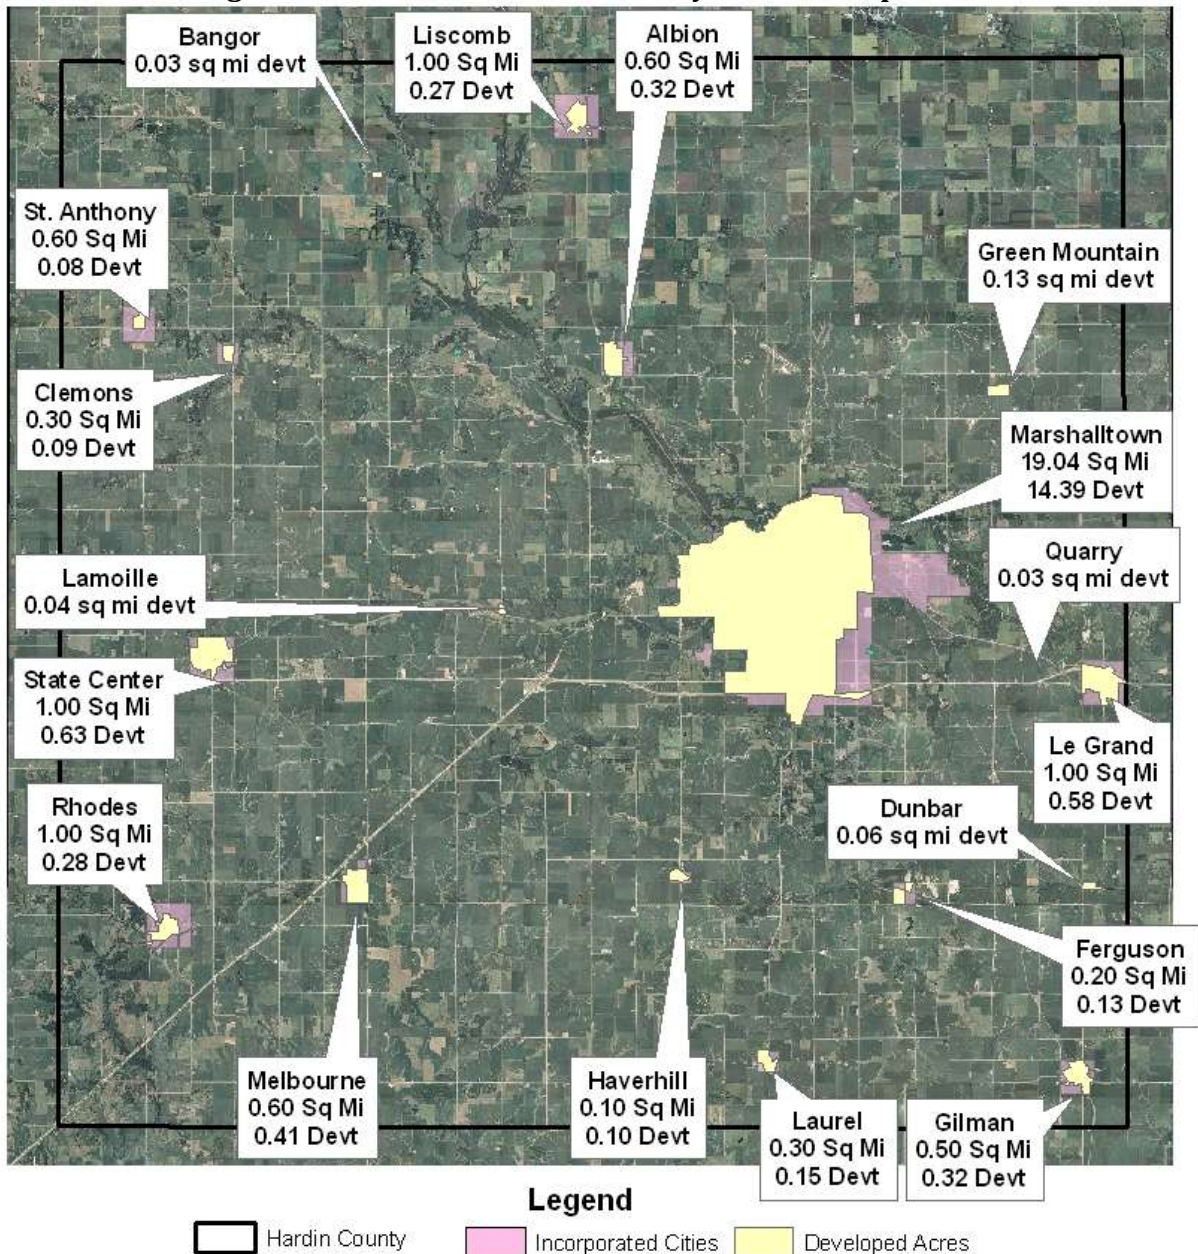 Bangor
0.03 sq mi devt
Liscomb
1.00 Sq Mi
0.27 Devt
Albion
0.60 Sq Mi
0.32 Devt
St. Anthony
0.60 Sq Mi
0.08 Devt
Green Mountain
0.13 sq mi devt
Clemons
0.30 Sq Mi
0.09 Devt
Marshalltown
19.04 Sq Mi
14.39 Devt
Quarry
0.03 sq mi devt
Lamoille
0.04 sq mi devt
State Center
1.00 Sq Mi
0.63 Devt
Le Grand
1.00 Sq Mi
0.58 Devt
Rhodes
1.00 Sq Mi
0.28 Devt
Dunbar
0.06 sq mi devt
Ferguson
0.20 Sq Mi
0.13 Devt
Melbourne
0.60 Sq Mi
0.41 Devt
Haverhill
0.10 Sq Mi
0.10 Devt
Laurel
0.30 Sq Mi
0.15 Devt
Gilman
0.50 Sq Mi
0.32 Devt
Legend
Hardin County
Incorporated Cities
Developed Acres